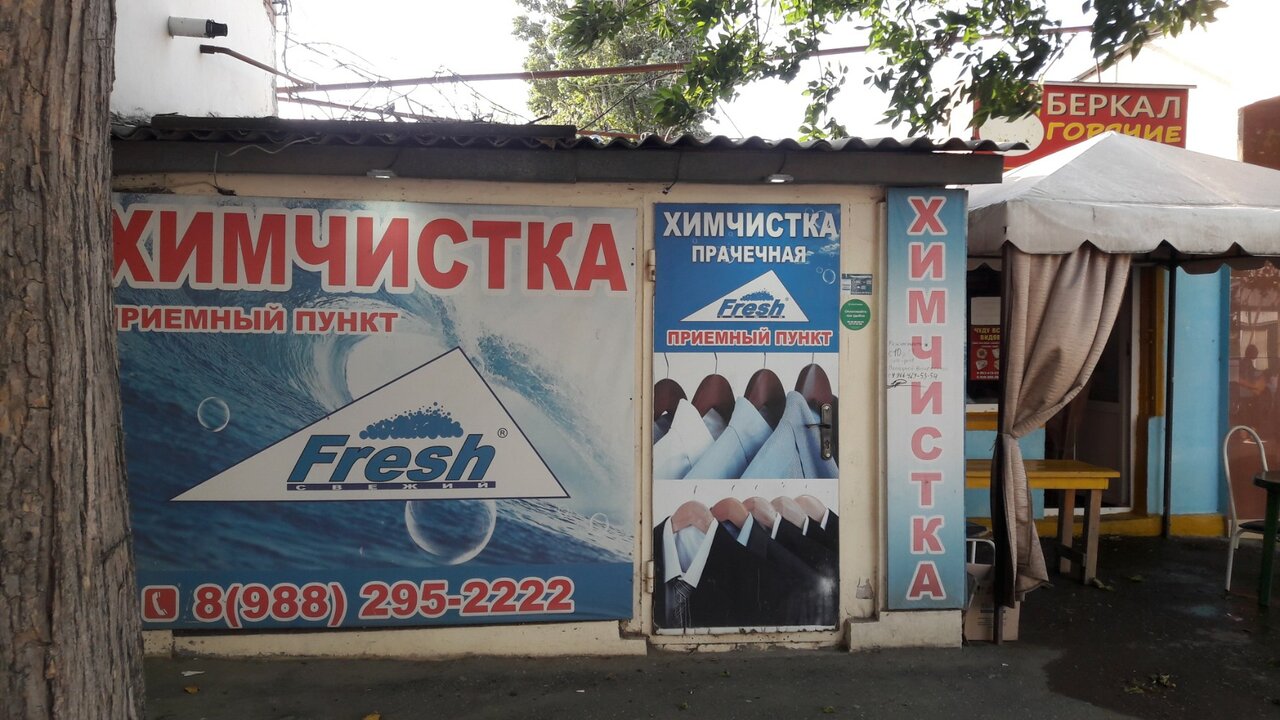 ХИМЧИСТКА
ПРИЕМНЫЙ ПУНКТ
Fresh®
СВЕЖИЙ
8(988) 295-2222
ХИМЧИСТКА
ПРАЧЕЧНАЯ
Fresh®
ПРИЕМНЫЙ ПУНКТ
ХИМЧИСТКА
БЕРКАЛ
ГОРЯЧИЕ